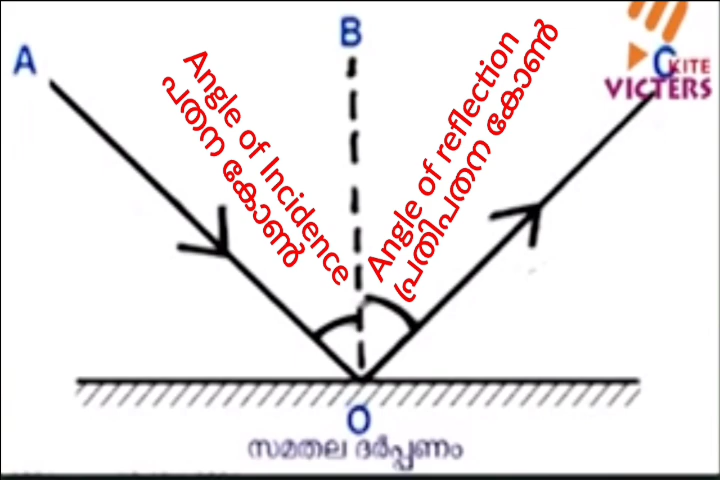 A
B
C
KITE
VICTERS
Angle of Incidence
പതന കോൺ
Angle of reflection
പ്രതിപതന കോൺ
O
സമതല ദർപ്പണം